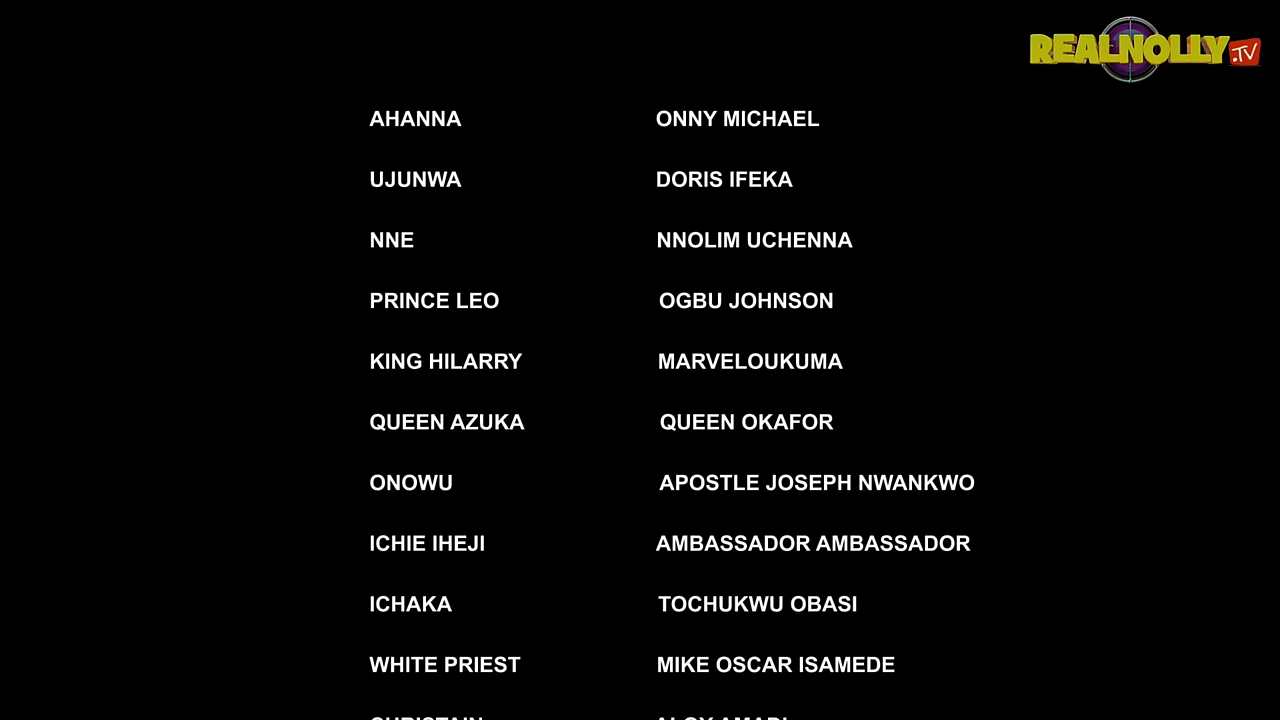 REALNOLLY.TV
AHANNA ONNY MICHAEL
UJUNWA DORIS IFEKA
NNE NNOLIM UCHENNA
PRINCE LEO OGBU JOHNSON
KING HILARRY MARVELOUKUMA
QUEEN AZUKA QUEEN OKAFOR
ONOWU APOSTLE JOSEPH NWANKWO
ICHIE IHEJI AMBASSADOR AMBASSADOR
ICHAKA TOCHUKWU OBASI
WHITE PRIEST MIKE OSCAR ISAMEDE